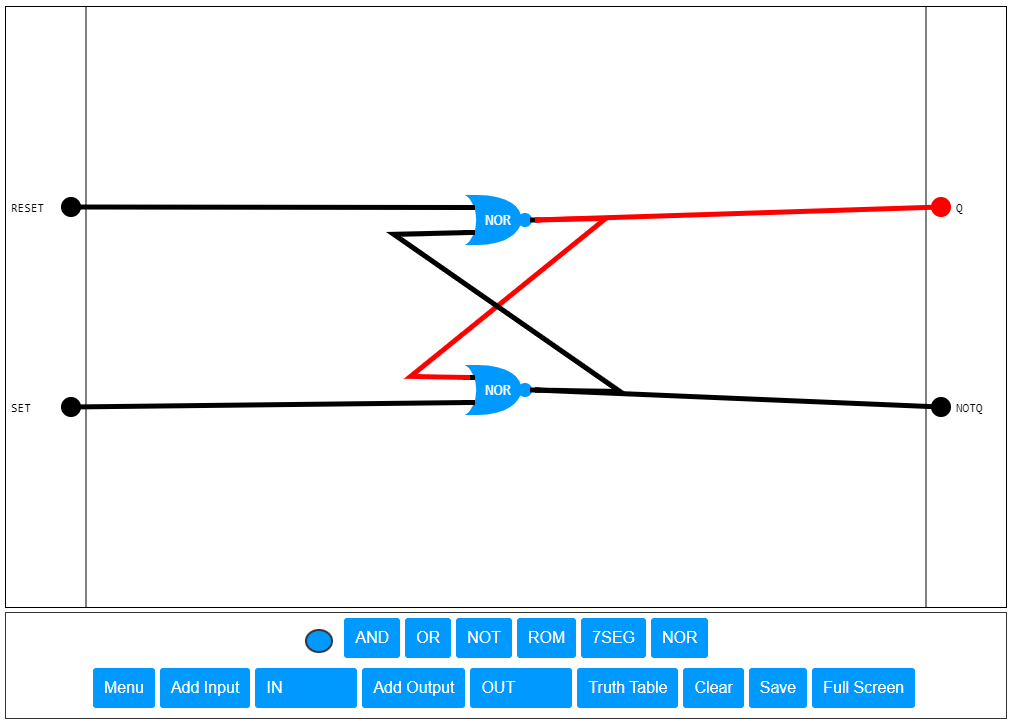 RESET
NOR
Q
NOR
SET
NOTQ
AND OR NOT ROM 7SEG NOR
Menu Add Input IN Add Output OUT Truth Table Clear Save Full Screen